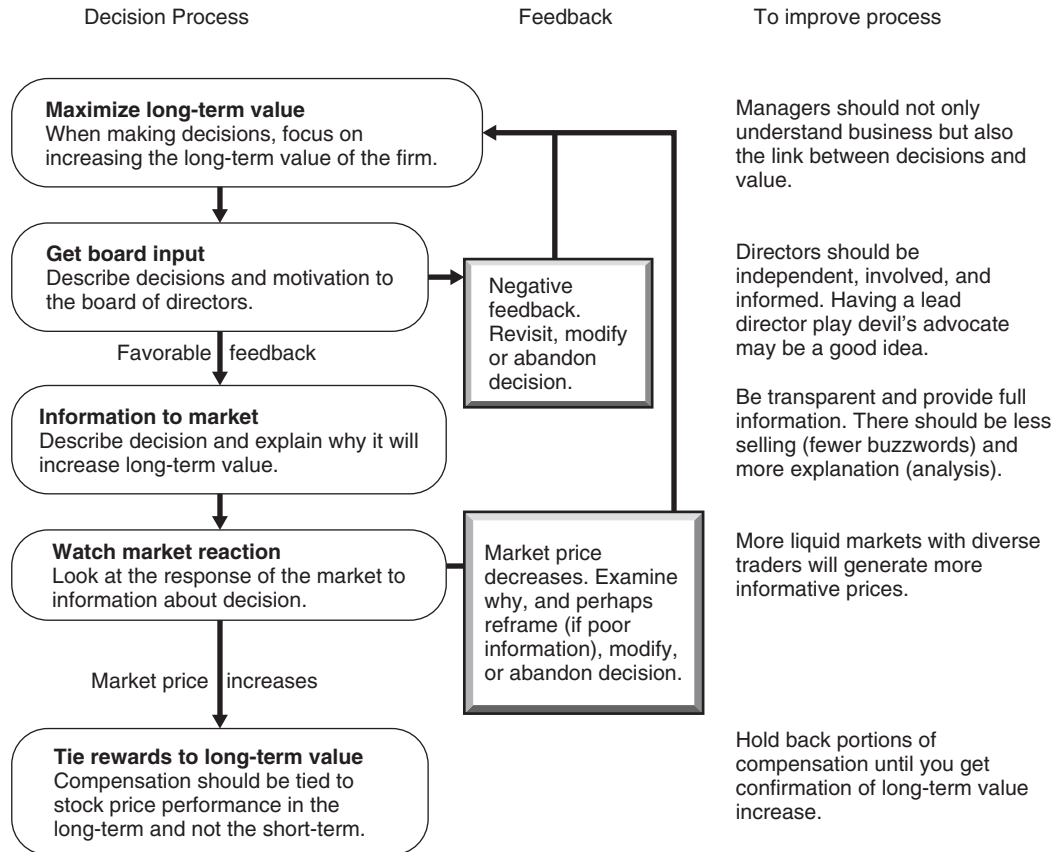 Decision Process
Feedback
To improve process
Maximize long-term value
When making decisions, focus on
increasing the long-term value of the firm.
Managers should not only
understand business but also
the link between decisions and
value.
Get board input
Describe decisions and motivation to
the board of directors.
Negative
feedback.
Revisit, modify
or abandon
decision.
Directors should be
independent, involved, and
informed. Having a lead
director play devil's advocate
may be a good idea.
Favorable feedback
Information to market
Describe decision and explain why it will
increase long-term value.
Be transparent and provide full
information. There should be less
selling (fewer buzzwords) and
more explanation (analysis).
Watch market reaction
Look at the response of the market to
information about decision.
Market price
decreases. Examine
why, and perhaps
reframe (if poor
information), modify,
or abandon decision.
More liquid markets with diverse
traders will generate more
informative prices.
Market price increases
Tie rewards to long-term value
Compensation should be tied to
stock price performance in the
long-term and not the short-term.
Hold back portions of
compensation until you get
confirmation of long-term value
increase.